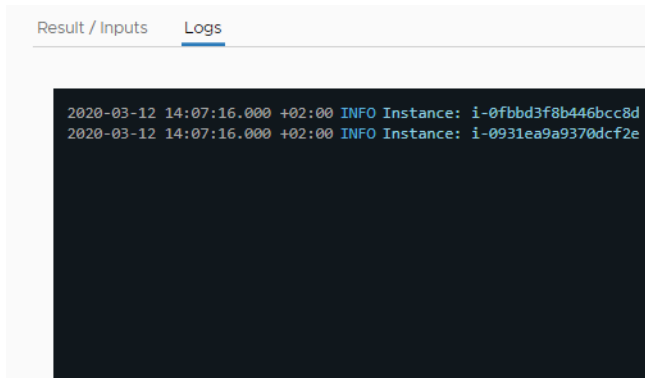 Result / Inputs Logs
2020-03-12 14:07:16.000 +02:00 INFO Instance: i-0fbbd3f8b446bcc8d
2020-03-12 14:07:16.000 +02:00 INFO Instance: i-0931ea9a9370dcf2e